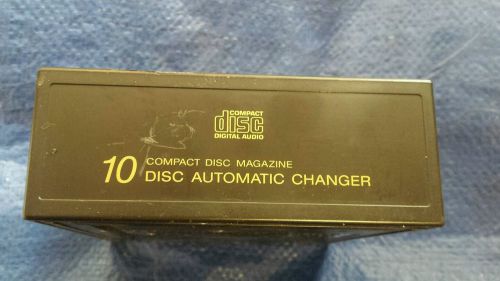 COMPACT
disc
DIGITAL AUDIO
10 COMPACT DISC MAGAZINE
DISC AUTOMATIC CHANGER